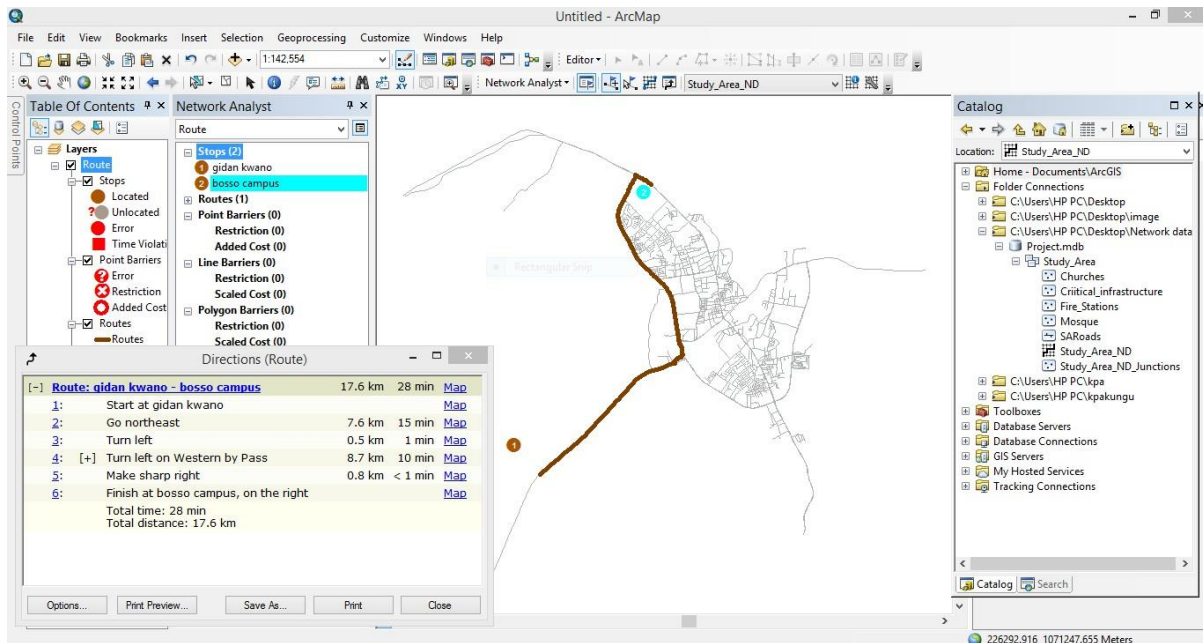 Untitled - ArcMap
File Edit View Bookmarks Insert Selection Geoprocessing Customize Windows Help
1:142,554
Editor
Network Analyst
Study_Area_ND
Control Points
Table Of Contents
Layers
Route
Stops
Located
Unlocated
Error
Time Violati
Point Barriers
Error
Restriction
Added Cost
Routes
Routes
Network Analyst
Route
Stops (2)
1 gidan kwano
2 bosso campus
Routes (1)
Point Barriers (0)
Restriction (0)
Added Cost (0)
Line Barriers (0)
Restriction (0)
Scaled Cost (0)
Polygon Barriers (0)
Restriction (0)
Scaled Cost (0)
Rectangular Snip
2
1
Directions (Route)
[-] Route: gidan kwano - bosso campus 17.6 km 28 min Map
1: Start at gidan kwano Map
2: Go northeast 7.6 km 15 min Map
3: Turn left 0.5 km 1 min Map
4: [+] Turn left on Western by Pass 8.7 km 10 min Map
5: Make sharp right 0.8 km < 1 min Map
6: Finish at bosso campus, on the right Map
Total time: 28 min
Total distance: 17.6 km
Options... Print Preview... Save As... Print Close
Catalog
Location: Study_Area_ND
Home - Documents\ArcGIS
Folder Connections
C:\Users\HP PC\Desktop
C:\Users\HP PC\Desktop\image
C:\Users\HP PC\Desktop\Network data
Project.mdb
Study_Area
Churches
Criitical_infrastructure
Fire_Stations
Mosque
SARoads
Study_Area_ND
Study_Area_ND_Junctions
C:\Users\HP PC\kpa
C:\Users\HP PC\kpakungu
Toolboxes
Database Servers
Database Connections
GIS Servers
My Hosted Services
Tracking Connections
Catalog Search
226292.916 1071247.655 Meters